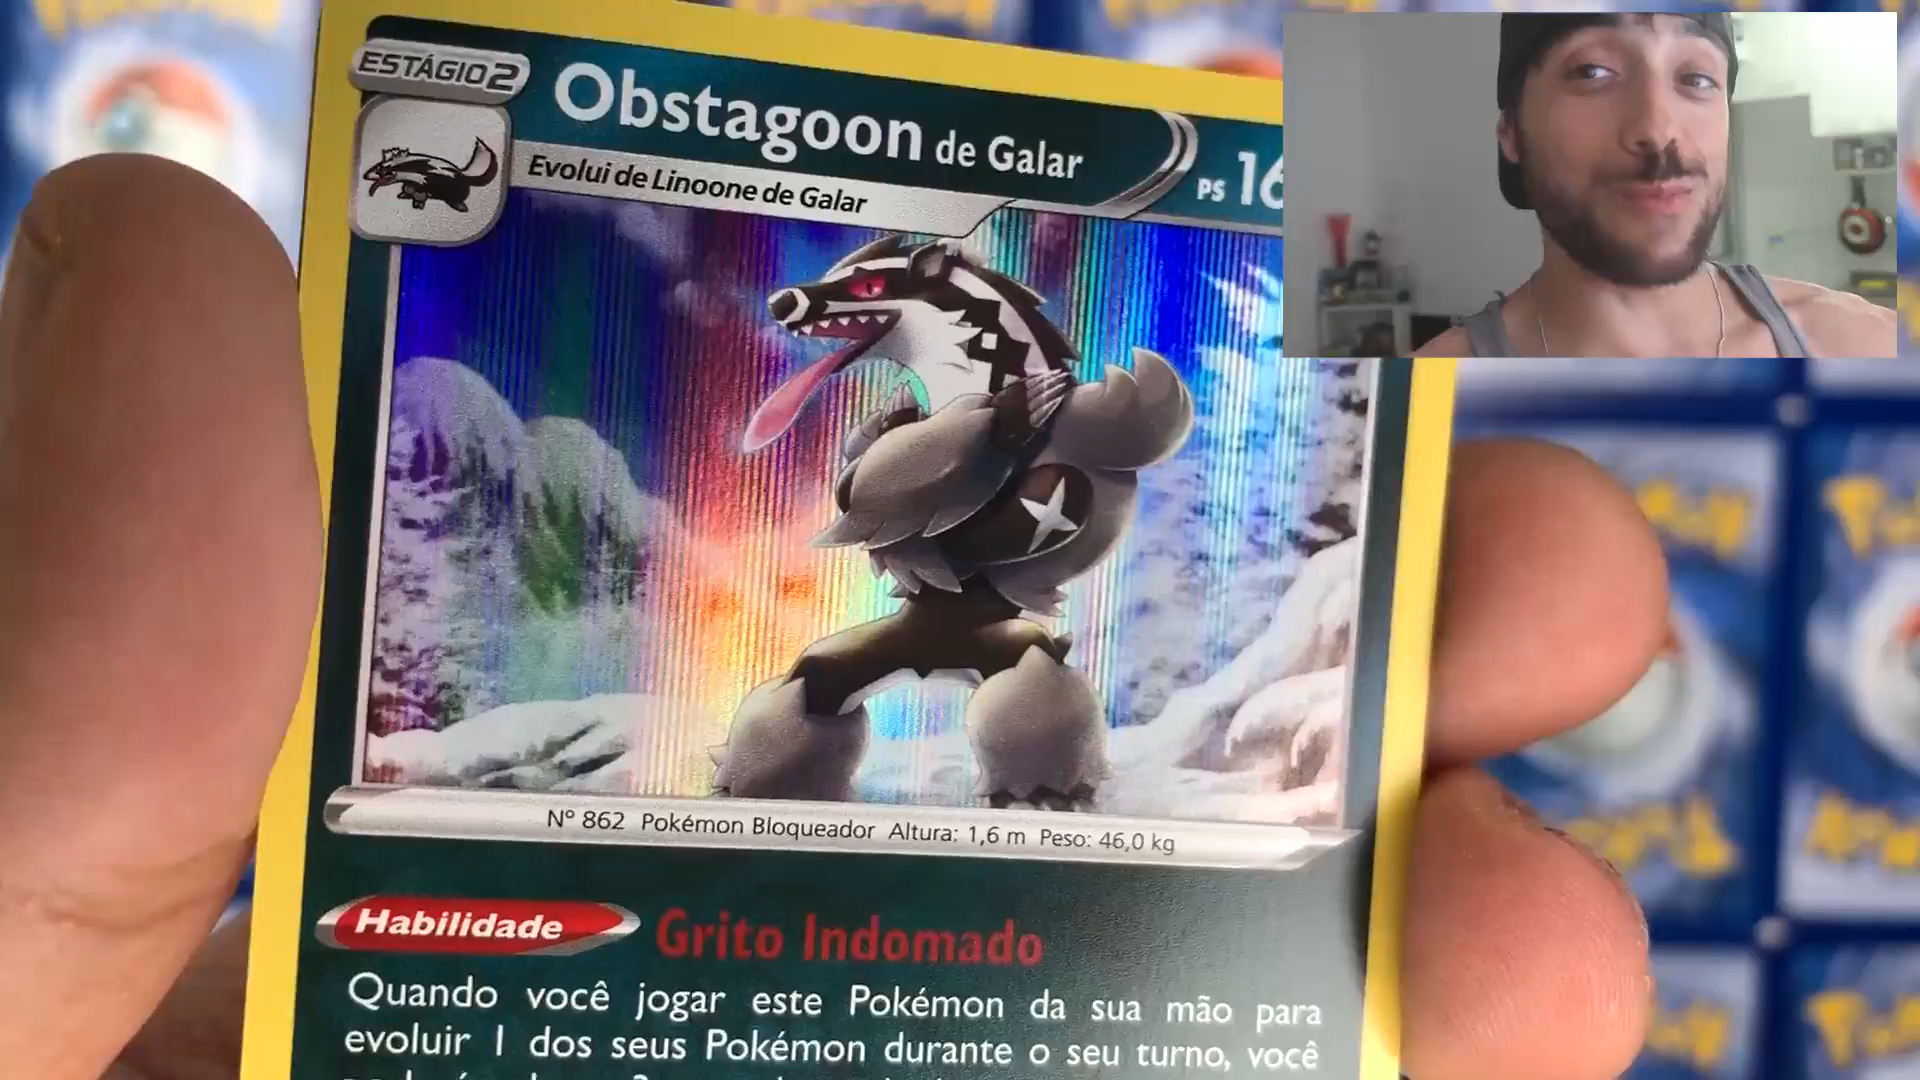 ESTÁGIO 2
Obstagoon de Galar
PS 16
Evolui de Linoone de Galar
Nº 862 Pokémon Bloqueador Altura: 1,6 m Peso: 46,0 kg
Habilidade Grito Indomado
Quando você jogar este Pokémon da sua mão para
evoluir 1 dos seus Pokémon durante o seu turno, você